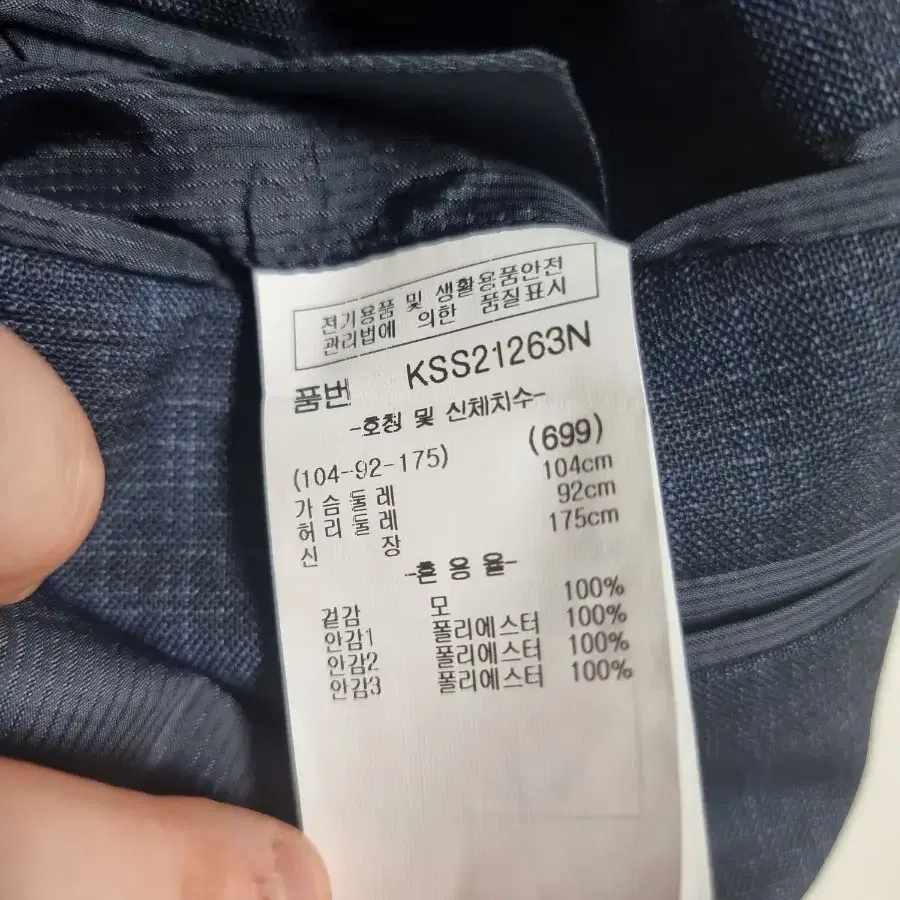 전기용품 및 생활용품안전
관리법에 의한 품질표시
품번 KSS21263N
-호칭 및 신체치수-
(104-92-175) (699)
가슴둘레 104cm
허리둘레 92cm
신 장 175cm
-혼용율-
겉감 모 100%
안감1 폴리에스터 100%
안감2 폴리에스터 100%
안감3 폴리에스터 100%